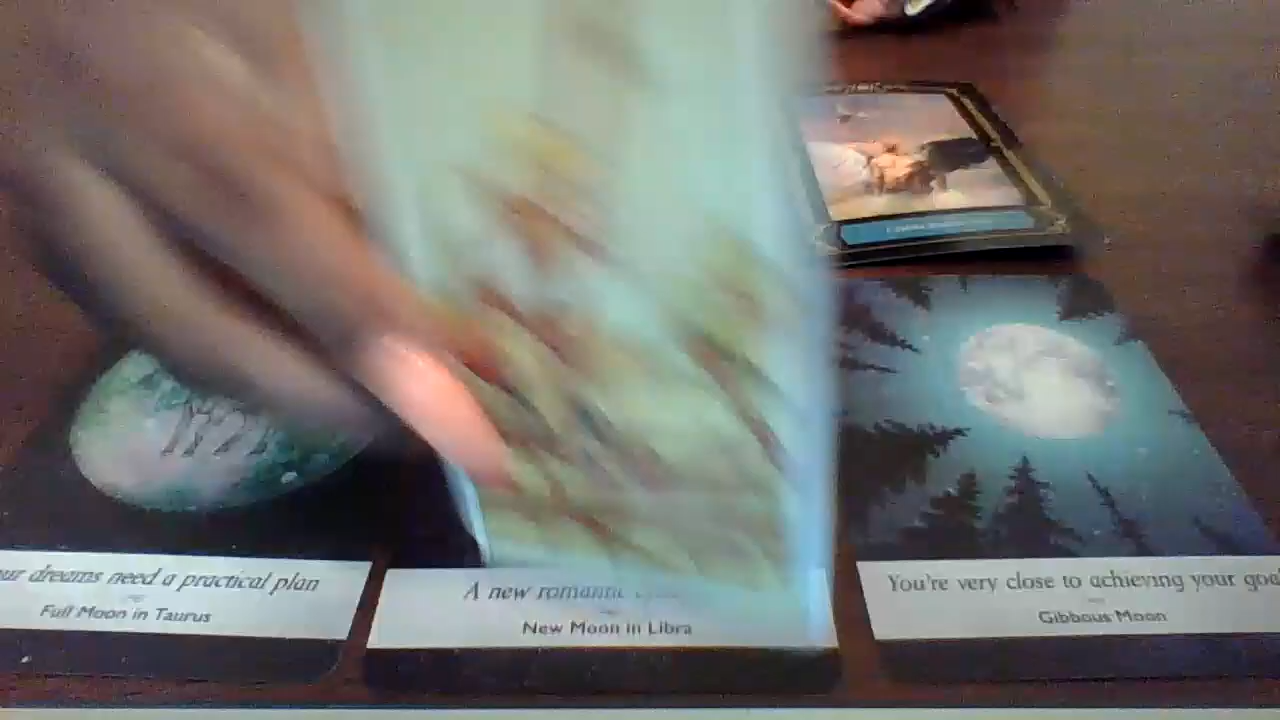 ur dreams need a practical plan
Full Moon in Taurus
A new romantic
New Moon in Libra
You're very close to achieving your goa
Gibbous Moon